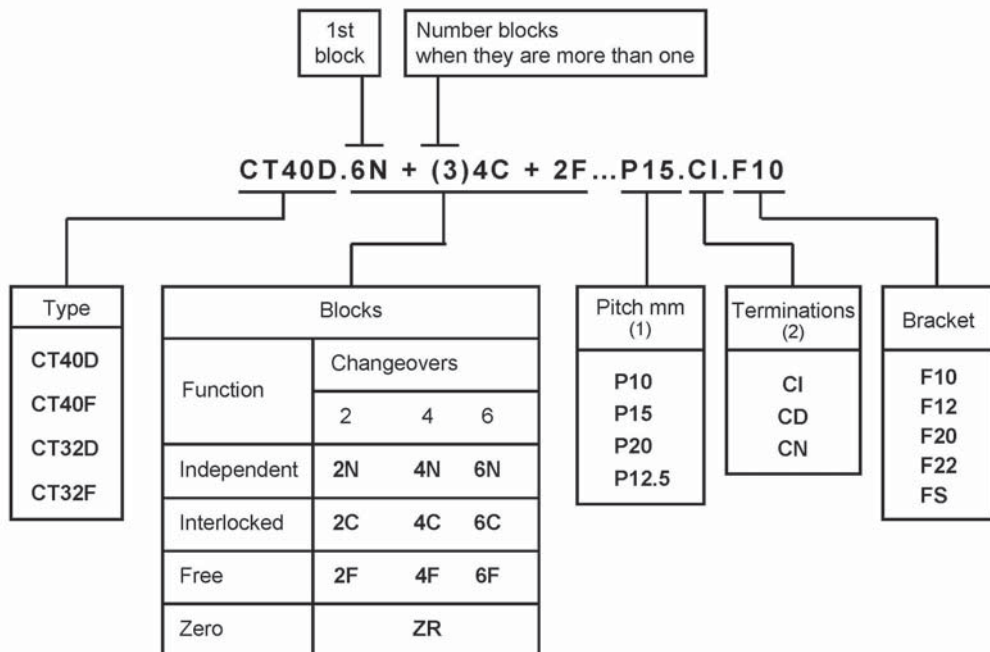 1st
block
Number blocks
when they are more than one
CT40D.6N + (3)4C + 2F...P15.CI.F10
Type
CT40D
CT40F
CT32D
CT32F
Blocks
Function
Changeovers
2 4 6
Independent 2N 4N 6N
Interlocked 2C 4C 6C
Free 2F 4F 6F
Zero ZR
Pitch mm
(1)
P10
P15
P20
P12.5
Terminations
(2)
CI
CD
CN
Bracket
F10
F12
F20
F22
FS